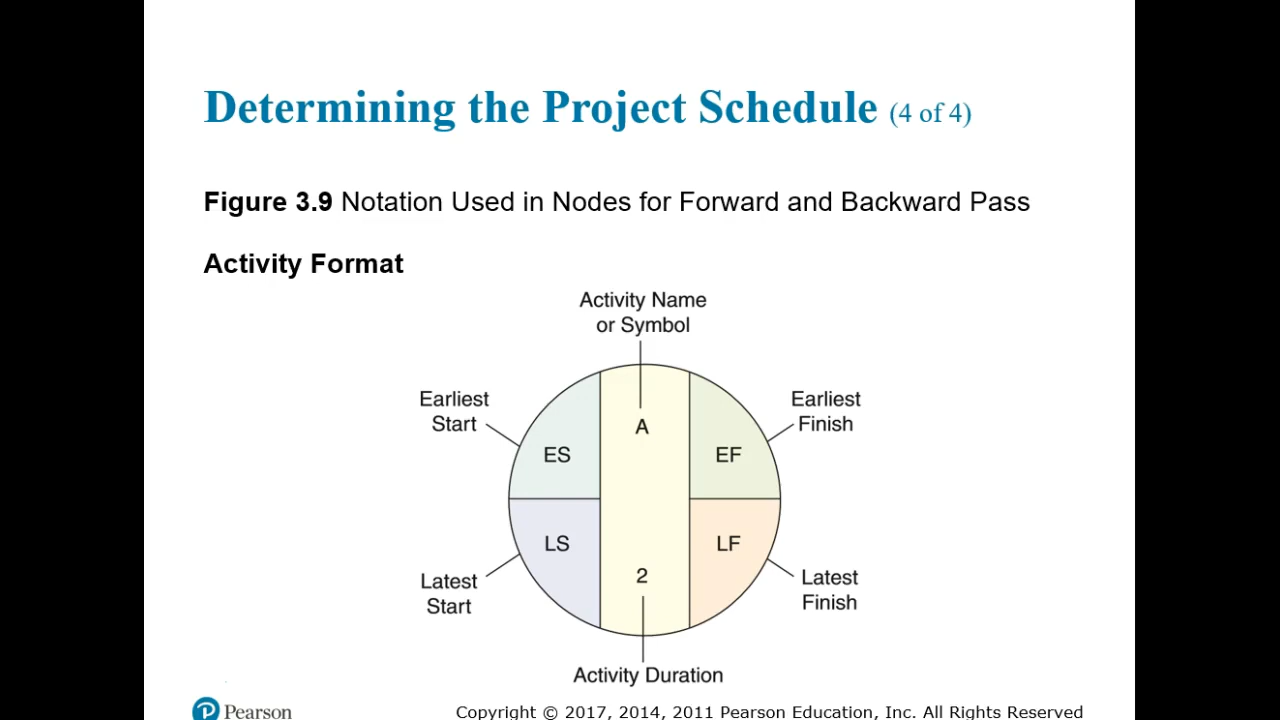 Determining the Project Schedule (4 of 4)
Figure 3.9 Notation Used in Nodes for Forward and Backward Pass
Activity Format
Activity Name
or Symbol
Earliest
Start
Earliest
Finish
A
ES
EF
LS
LF
2
Latest
Start
Latest
Finish
Activity Duration
Pearson
Copyright © 2017, 2014, 2011 Pearson Education, Inc. All Rights Reserved